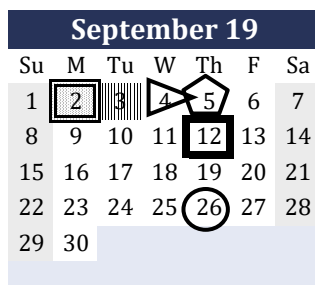 September 19
Su M Tu W Th F Sa
1 2 3 4 5 6 7
8 9 10 11 12 13 14
15 16 17 18 19 20 21
22 23 24 25 26 27 28
29 30